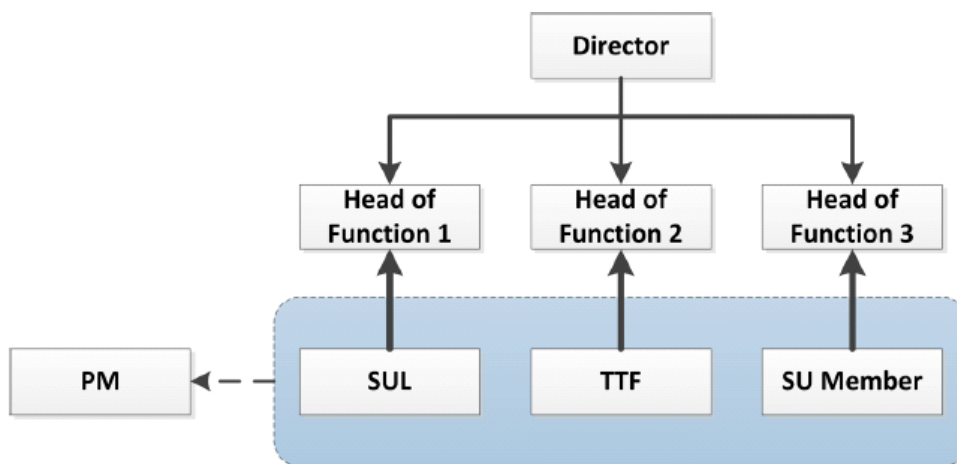 Director
Head of
Function 1
Head of
Function 2
Head of
Function 3
PM
SUL
TTF
SU Member